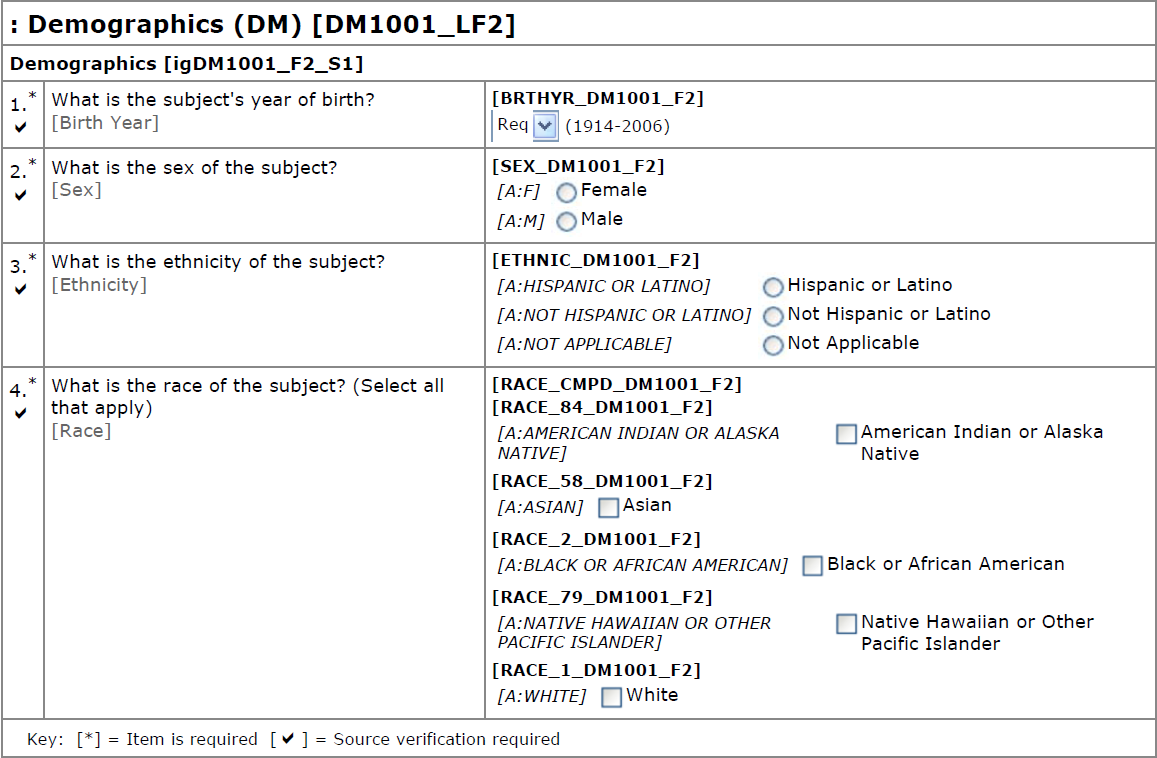 : Demographics (DM) [DM1001_LF2]
Demographics [igDM1001_F2_S1]
1.* What is the subject's year of birth? [BRTHYR_DM1001_F2]
✔ [Birth Year] Req (1914-2006)
2.* What is the sex of the subject? [SEX_DM1001_F2]
✔ [Sex] [A:F] Female
[A:M] Male
3.* What is the ethnicity of the subject? [ETHNIC_DM1001_F2]
✔ [Ethnicity] [A:HISPANIC OR LATINO] Hispanic or Latino
[A:NOT HISPANIC OR LATINO] Not Hispanic or Latino
[A:NOT APPLICABLE] Not Applicable
4.* What is the race of the subject? (Select all
✔ that apply)
[Race]
[RACE_CMPD_DM1001_F2]
[RACE_84_DM1001_F2]
[A:AMERICAN INDIAN OR ALASKA
NATIVE]
American Indian or Alaska
Native
[RACE_58_DM1001_F2]
[A:ASIAN] Asian
[RACE_2_DM1001_F2]
[A:BLACK OR AFRICAN AMERICAN] Black or African American
[RACE_79_DM1001_F2]
[A:NATIVE HAWAIIAN OR OTHER
PACIFIC ISLANDER]
Native Hawaiian or Other
Pacific Islander
[RACE_1_DM1001_F2]
[A:WHITE] White
Key: [*] = Item is required [ ✔ ] = Source verification required